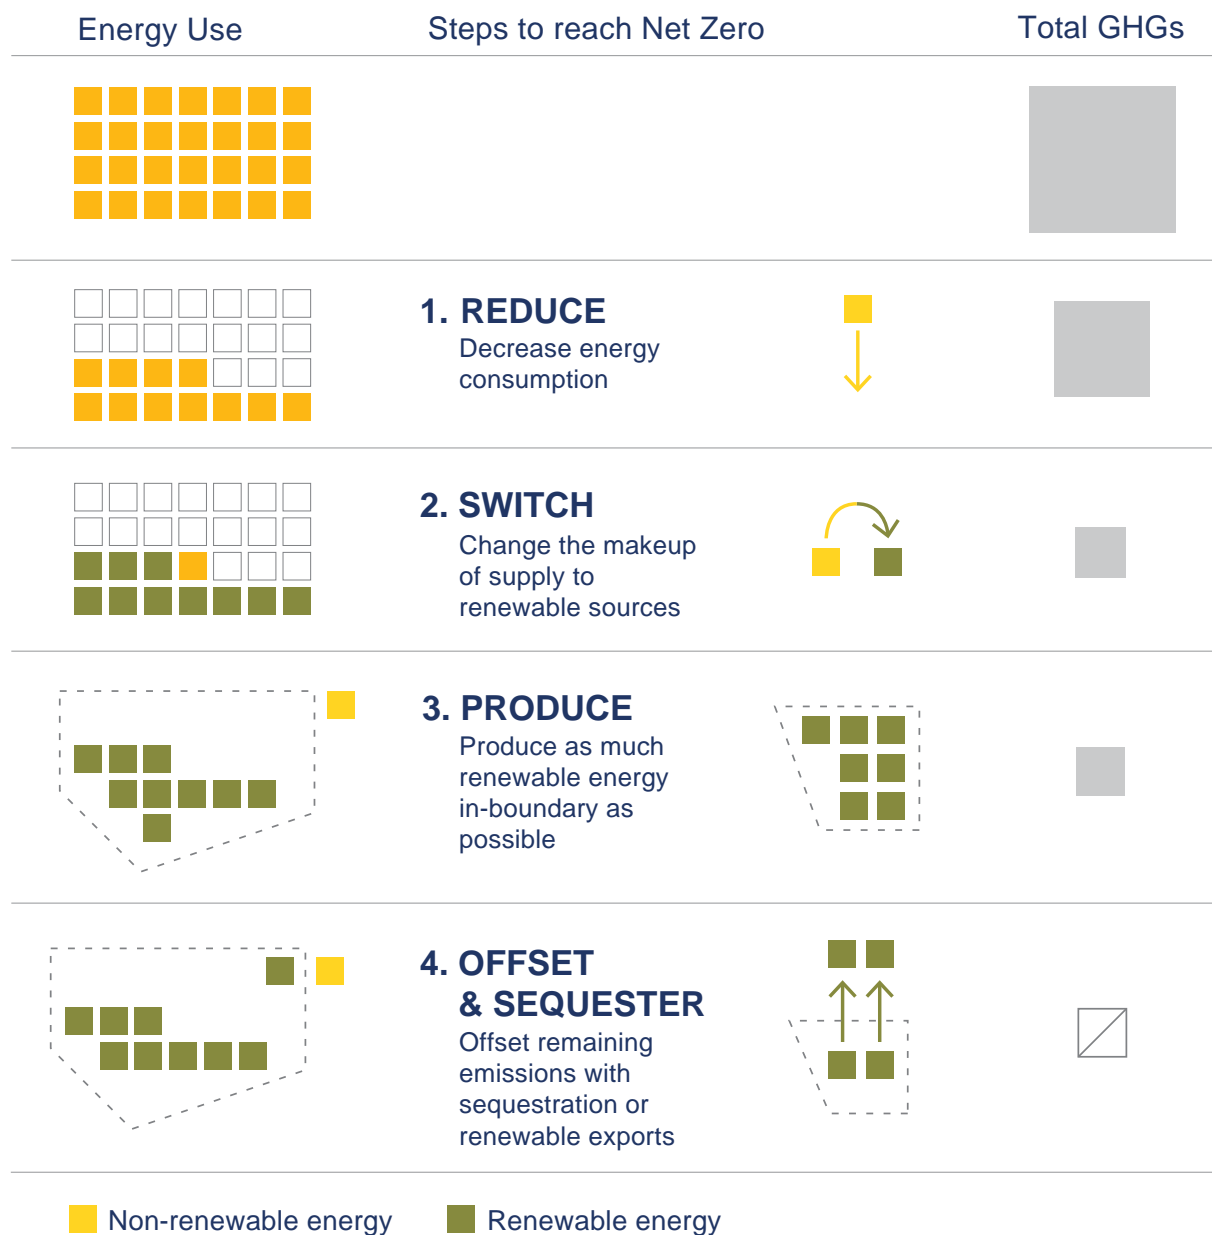 Energy Use
Steps to reach Net Zero
Total GHGs
1. REDUCE
Decrease energy
consumption
2. SWITCH
Change the makeup
of supply to
renewable sources
3. PRODUCE
Produce as much
renewable energy
in-boundary as
possible
4. OFFSET
& SEQUESTER
Offset remaining
emissions with
sequestration or
renewable exports
Non-renewable energy
Renewable energy